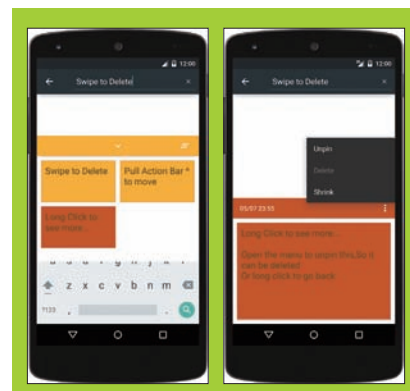 12:00
Swipe to Delete ×
Swipe to Delete
Pull Action Bar ^
to move
Long Click to
see more...
z x c v b n m
?123 , .
12:00
Swipe to Delete ×
Unpin
Delete
Shrink
05/07 23:55
Long Click to see more...
Open the menu to unpin this,So it
can be deleted
Or long click to go back